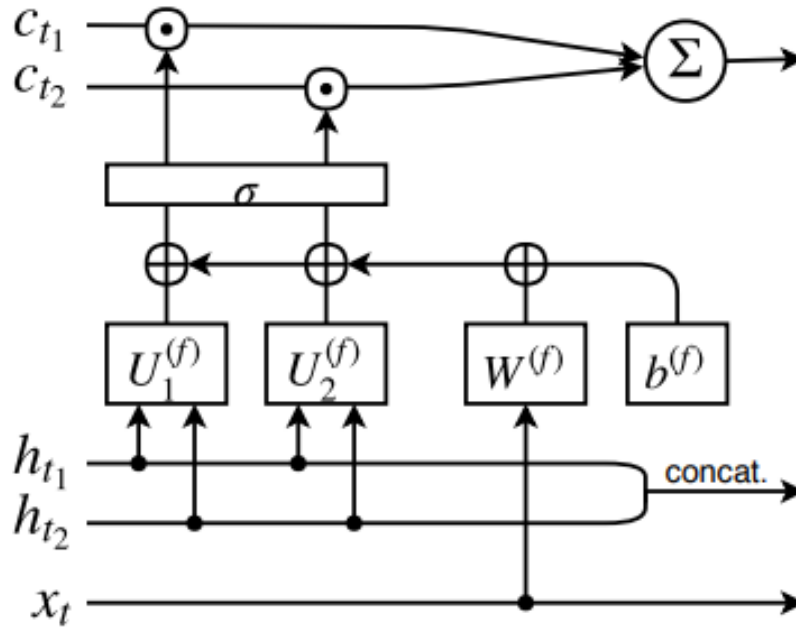 c_{t_1}
c_{t_2}
Σ
σ
U_1^{(f)} U_2^{(f)} W^{(f)} b^{(f)}
h_{t_1}
concat.
h_{t_2}
x_t